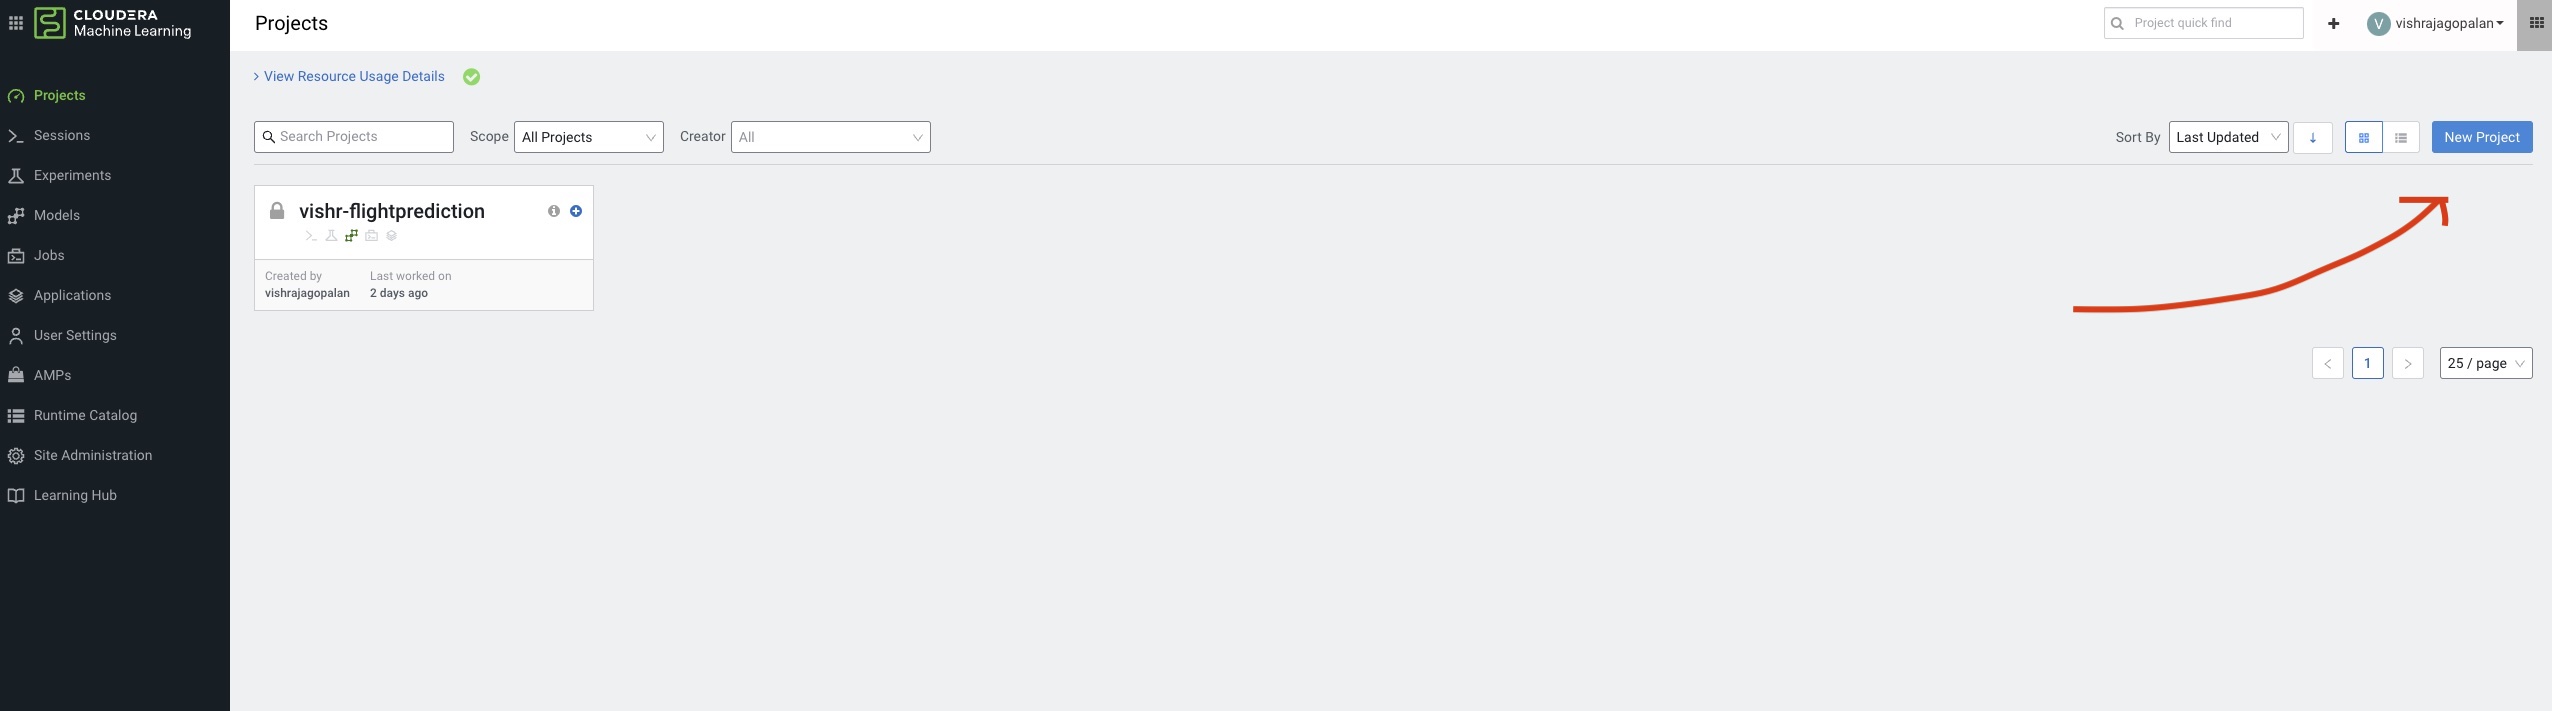 CLOUDERA
Machine Learning
Projects
Sessions
Experiments
Models
Jobs
Applications
User Settings
AMPs
Runtime Catalog
Site Administration
Learning Hub
Projects
Project quick find
V vishrajagopalan
View Resource Usage Details
Search Projects Scope All Projects Creator All Sort By Last Updated New Project
vishr-flightprediction
Created by Last worked on
vishrajagopalan 2 days ago
1 25 / page